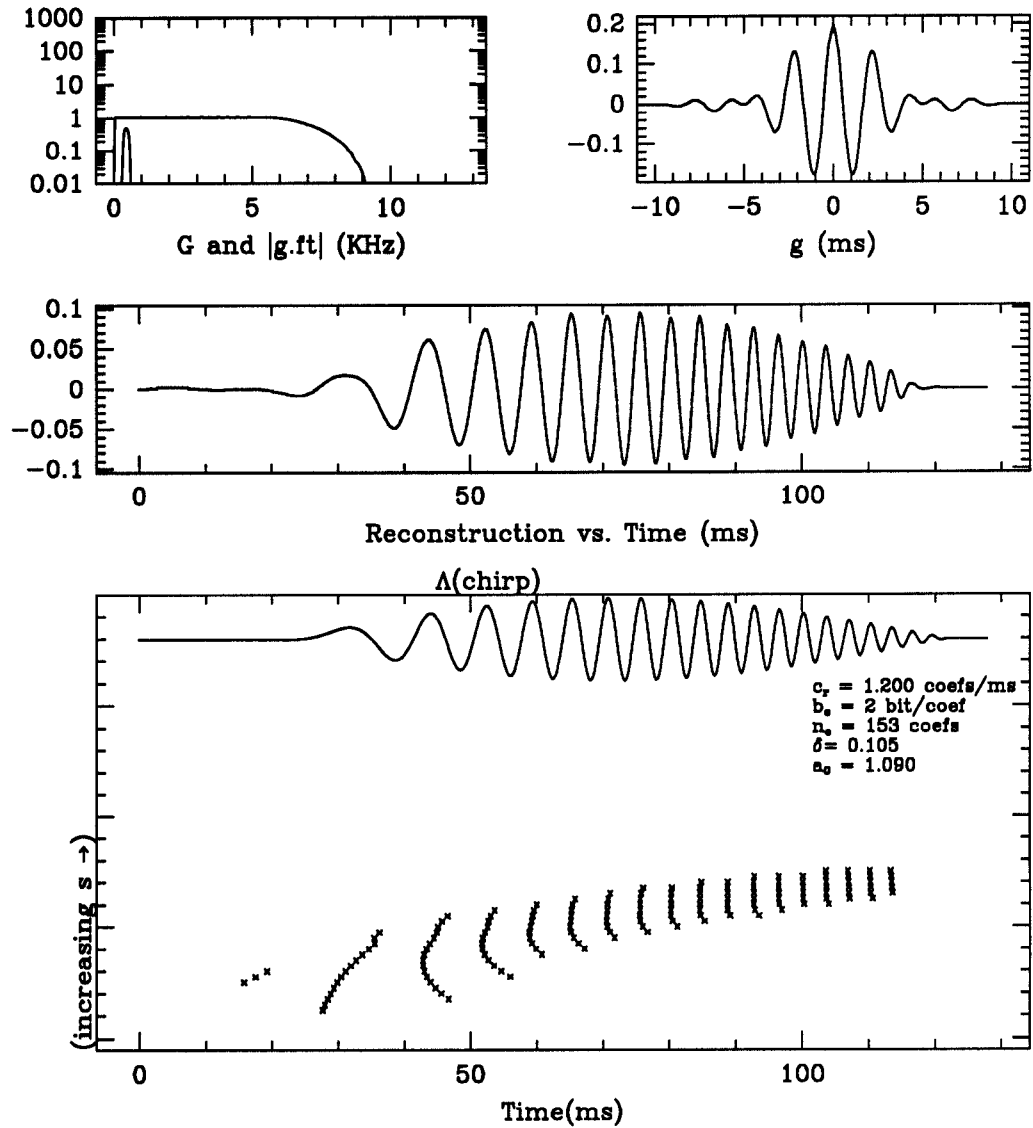 1000
100
10
1
0.1
0.01
0 5 10
G and |g.ft| (KHz)
0.2
0.1
0
−0.1
−10 −5 0 5 10
g (ms)
0.1
0.05
0
−0.05
−0.1
0 50 100
Reconstruction vs. Time (ms)
Λ(chirp)
c_r = 1.200 coefs/ms
b_c = 2 bit/coef
n_c = 153 coefs
δ= 0.105
a_0 = 1.090
(increasing s →)
0 50 100
Time(ms)